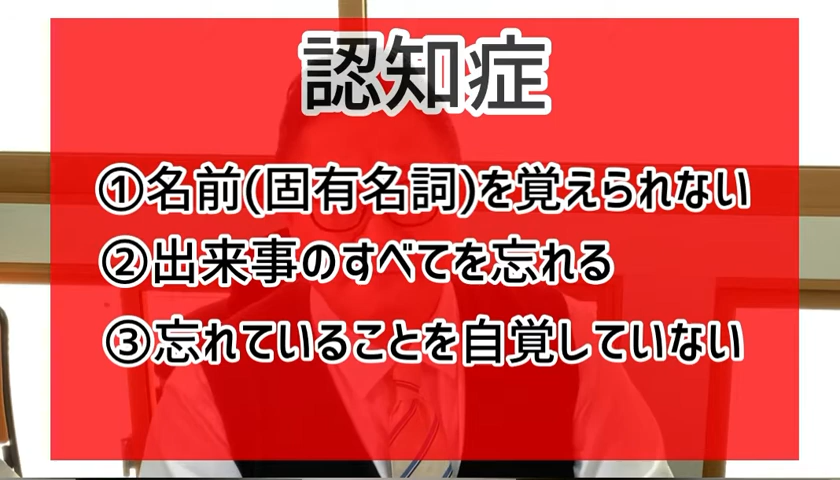 認知症
①名前(固有名詞)を覚えられない
②出来事のすべてを忘れる
③忘れていることを自覚していない